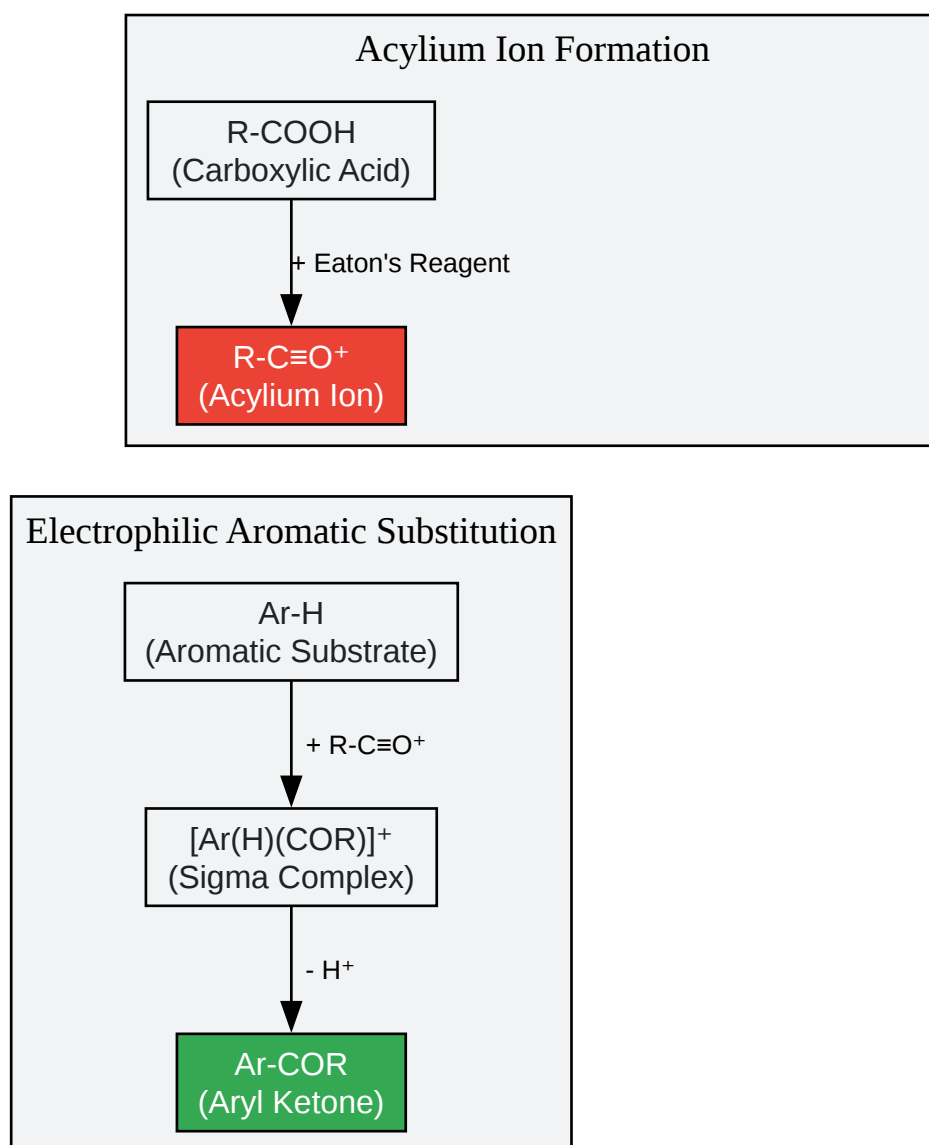 Acylium Ion Formation
R-COOH
(Carboxylic Acid)
+ Eaton's Reagent
R-C≡O⁺
(Acylium Ion)
Electrophilic Aromatic Substitution
Ar-H
(Aromatic Substrate)
+ R-C≡O⁺
[Ar(H)(COR)]⁺
(Sigma Complex)
- H⁺
Ar-COR
(Aryl Ketone)